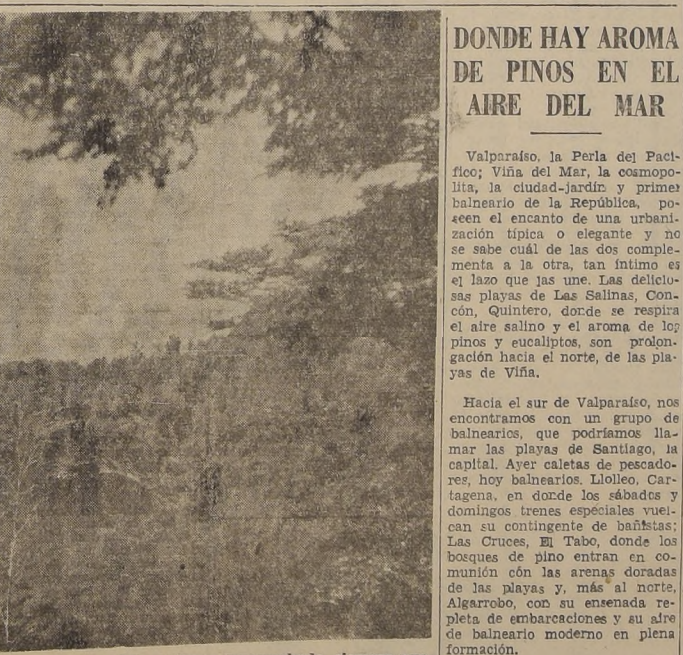 DONDE HAY AROMA
DE PINOS EN EL
AIRE DEL MAR
Valparaíso, la Perla del Pací-
fico; Viña del Mar, la cosmopo-
lita, la ciudad-jardín y primer
balneario de la República, po-
seen el encanto de una urbani-
zación típica o elegante y no
se sabe cuál de las dos comple-
menta a la otra, tan íntimo es
el lazo que las une. Las delicio-
sas playas de Las Salinas, Con-
cón, Quintero, donde se respira
el aire salino y el aroma de los
pinos y eucaliptos, son prolon-
gación hacia el norte, de las pla-
yas de Viña.
Hacia el sur de Valparaíso, nos
encontramos con un grupo de
balnearios, que podríamos lla-
mar las playas de Santiago, la
capital. Ayer caletas de pescado-
res, hoy balnearios. Llolleo, Car-
tagena, en donde los sábados y
domingos trenes especiales vuel-
can su contingente de bañistas;
Las Cruces, El Tabo, donde los
bosques de pino entran en co-
munión cón las arenas doradas
de las playas y, más al norte,
Algarrobo, con su ensenada re-
pleta de embarcaciones y su aire
de balneario moderno en plena
formación.